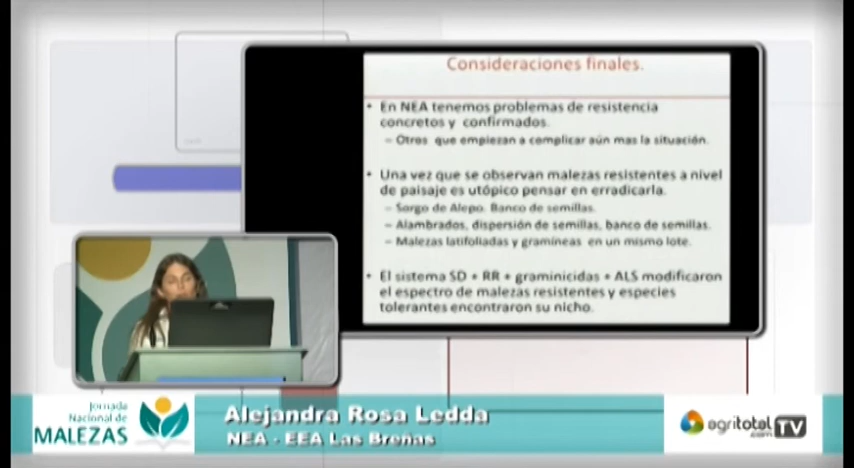 Consideraciones finales.
• En NEA tenemos problemas de resistencia
concretos y confirmados.
– Otros que empiezan a complicar aún mas la situación.
• Una vez que se observan malezas resistentes a nivel
de paisaje es utópico pensar en erradicarla.
– Sorgo de Alepo. Banco de semillas.
– Alambrados, dispersión de semillas, banco de semillas.
– Malezas latifoliadas y gramíneas en un mismo lote.
• El sistema SD + RR + graminicidas + ALS modificaron
el espectro de malezas resistentes y especies
tolerantes encontraron su nicho.
Jornada
Nacional de
MALEZAS
Alejandra Rosa Ledda
NEA - EEA Las Breñas
agritotal
.com TV